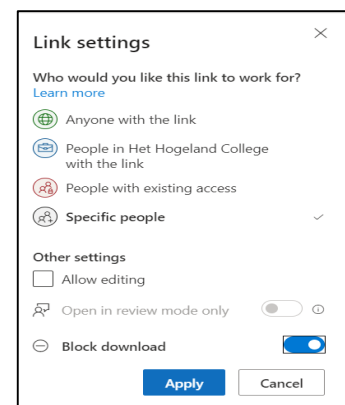 Link settings
Who would you like this link to work for?
Learn more
Anyone with the link
People in Het Hogeland College
with the link
People with existing access
Specific people
Other settings
Allow editing
Open in review mode only
Block download
Apply Cancel